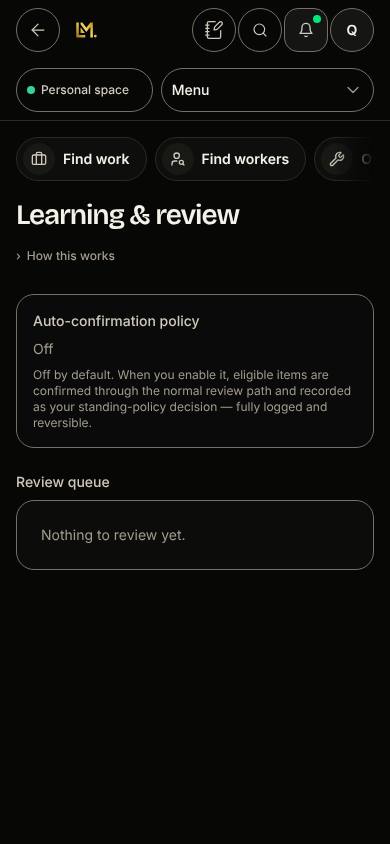 LM.
Q
Personal space
Menu
Find work
Find workers
Learning & review
› How this works
Auto-confirmation policy
Off
Off by default. When you enable it, eligible items are
confirmed through the normal review path and recorded
as your standing-policy decision — fully logged and
reversible.
Review queue
Nothing to review yet.